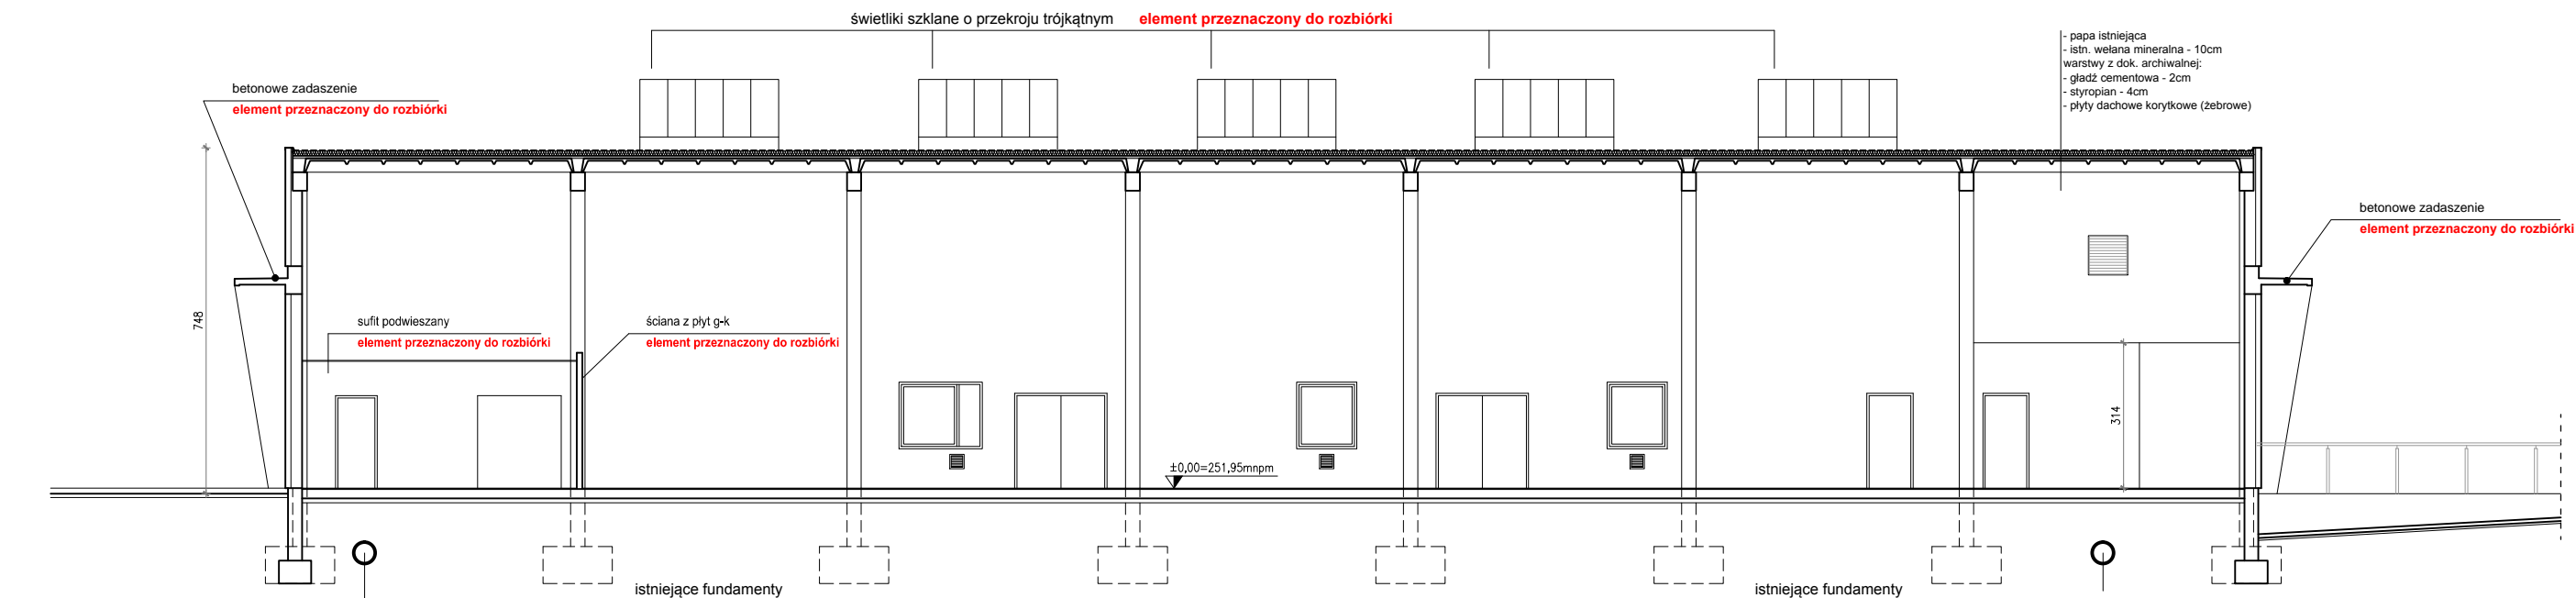 świetliki szklane o przekroju trójkątnym element przeznaczony do rozbiórki
- papa istniejąca
- istn. wełana mineralna - 10cm
warstwy z dok. archiwalnej:
- gładź cementowa - 2cm
- styropian - 4cm
- płyty dachowe korytkowe (żebrowe)
betonowe zadaszenie
element przeznaczony do rozbiórki
betonowe zadaszenie
element przeznaczony do rozbiórki
748
sufit podwieszany
element przeznaczony do rozbiórki
ściana z płyt g-k
element przeznaczony do rozbiórki
314
±0,00=251,95mnpm
istniejące fundamenty
istniejące fundamenty